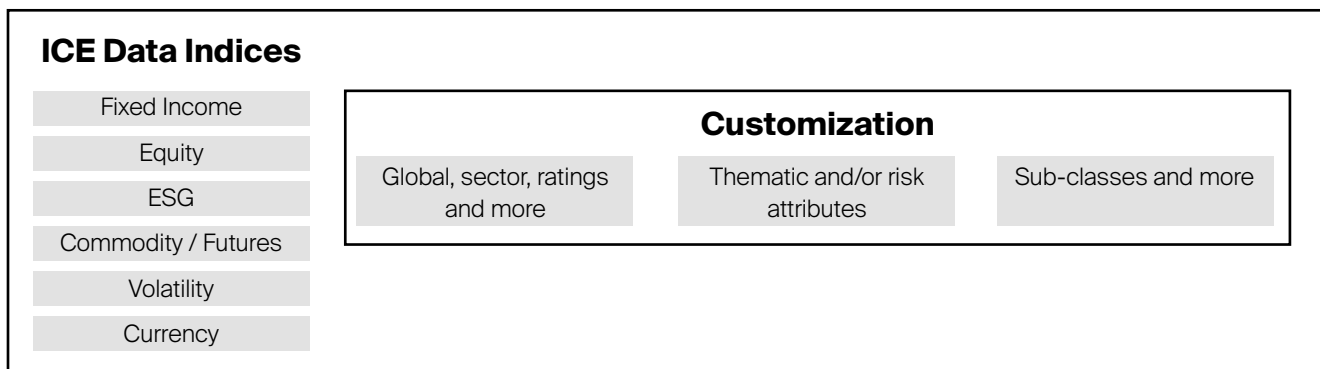 ICE Data Indices
Fixed Income
Equity
ESG
Commodity / Futures
Volatility
Currency
Customization
Global, sector, ratings
and more
Thematic and/or risk
attributes
Sub-classes and more